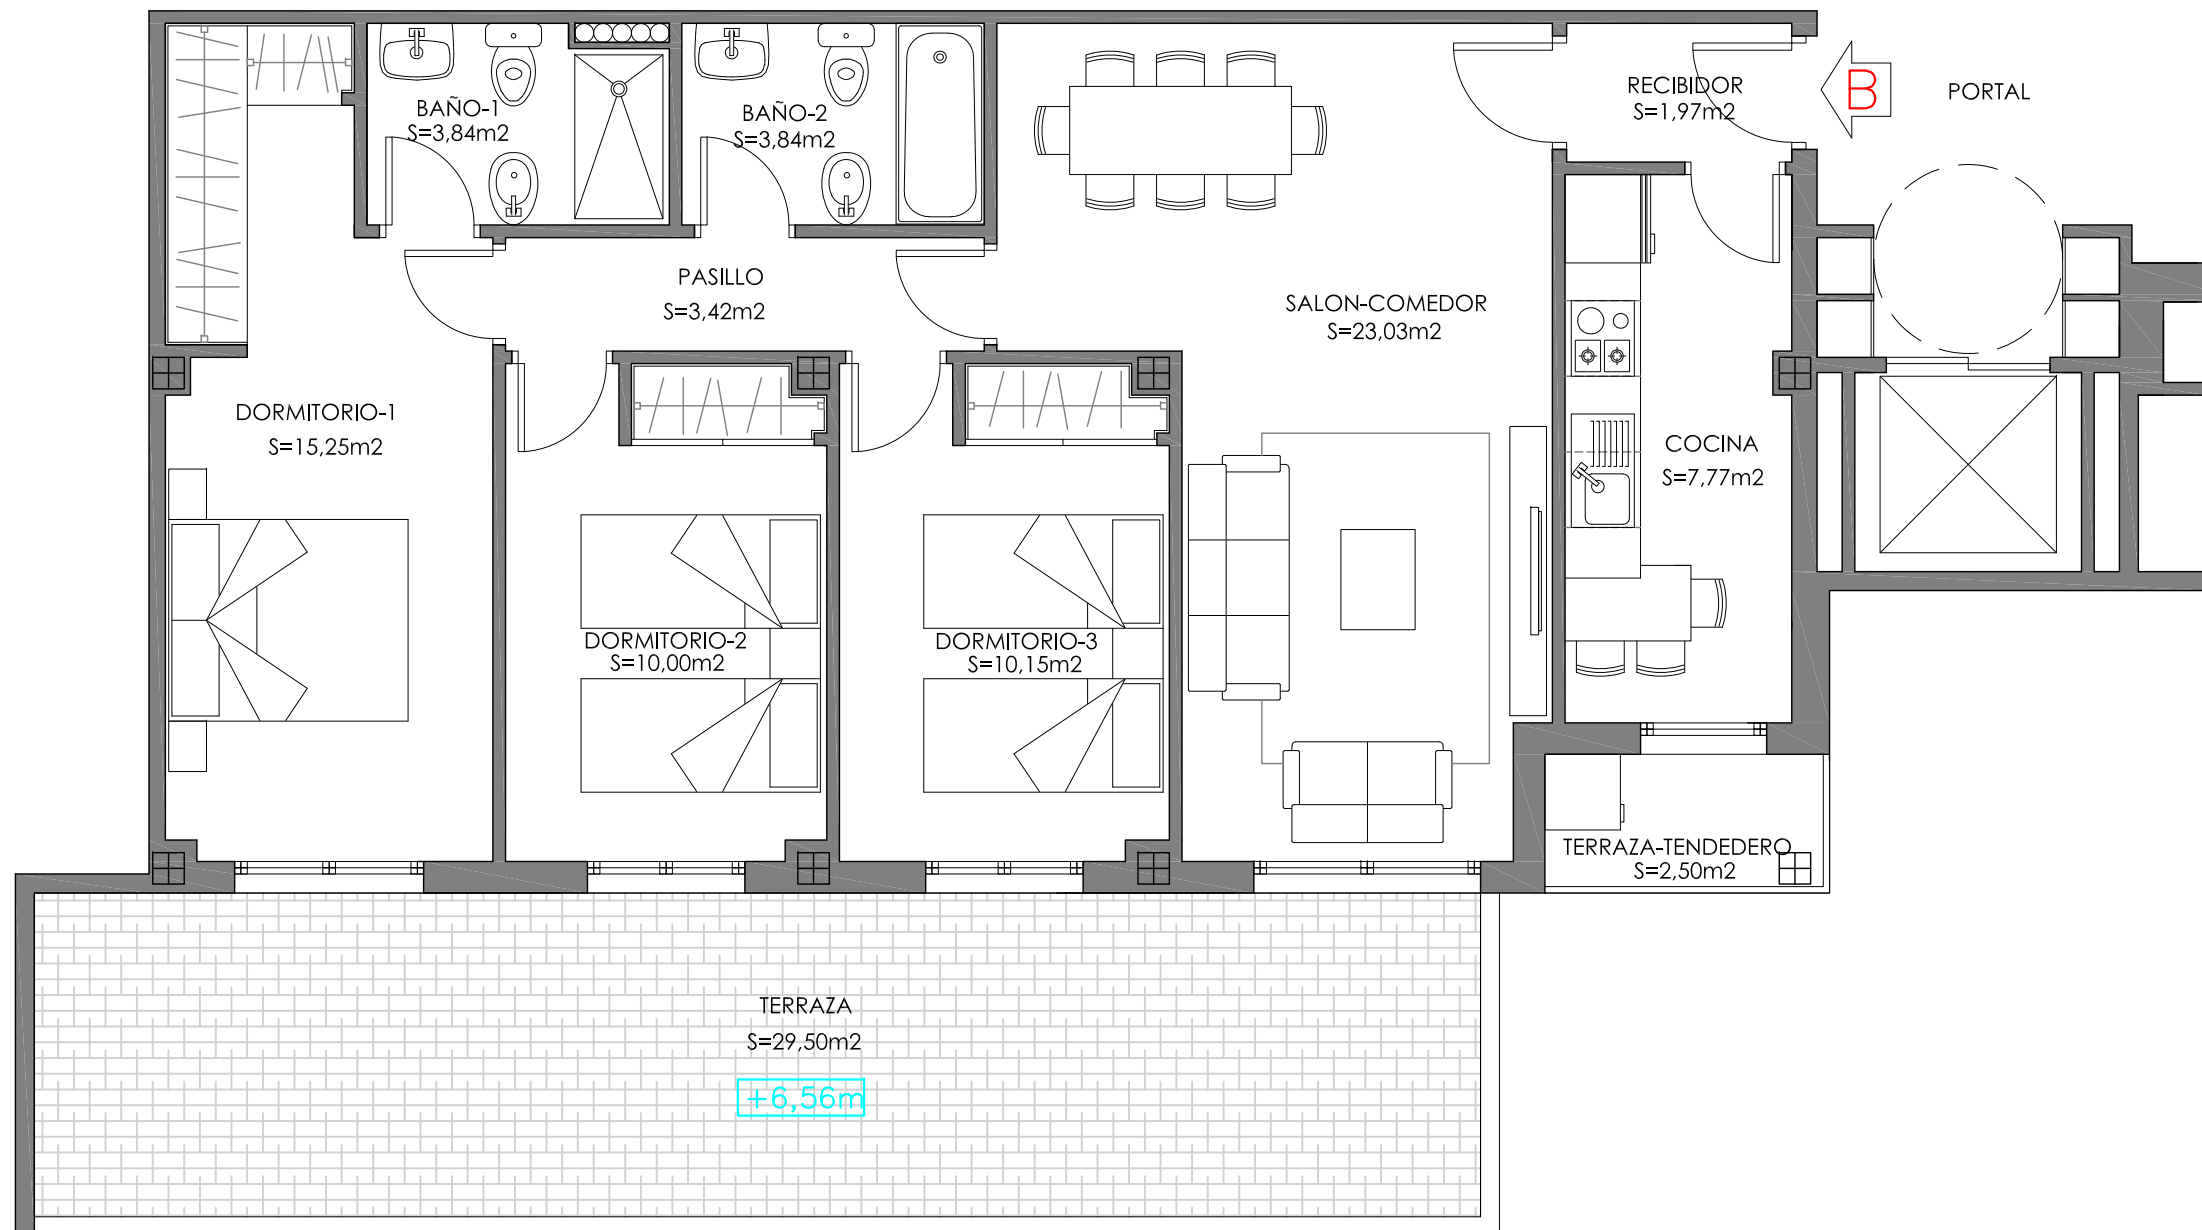 BAÑO-1
S=3,84m2
BAÑO-2
S=3,84m2
RECIBIDOR
S=1,97m2
B
PORTAL
PASILLO
S=3,42m2
SALON-COMEDOR
S=23,03m2
DORMITORIO-1
S=15,25m2
COCINA
S=7,77m2
DORMITORIO-2
S=10,00m2
DORMITORIO-3
S=10,15m2
TERRAZA-TENDEDERO
S=2,50m2
TERRAZA
S=29,50m2
+6,56m